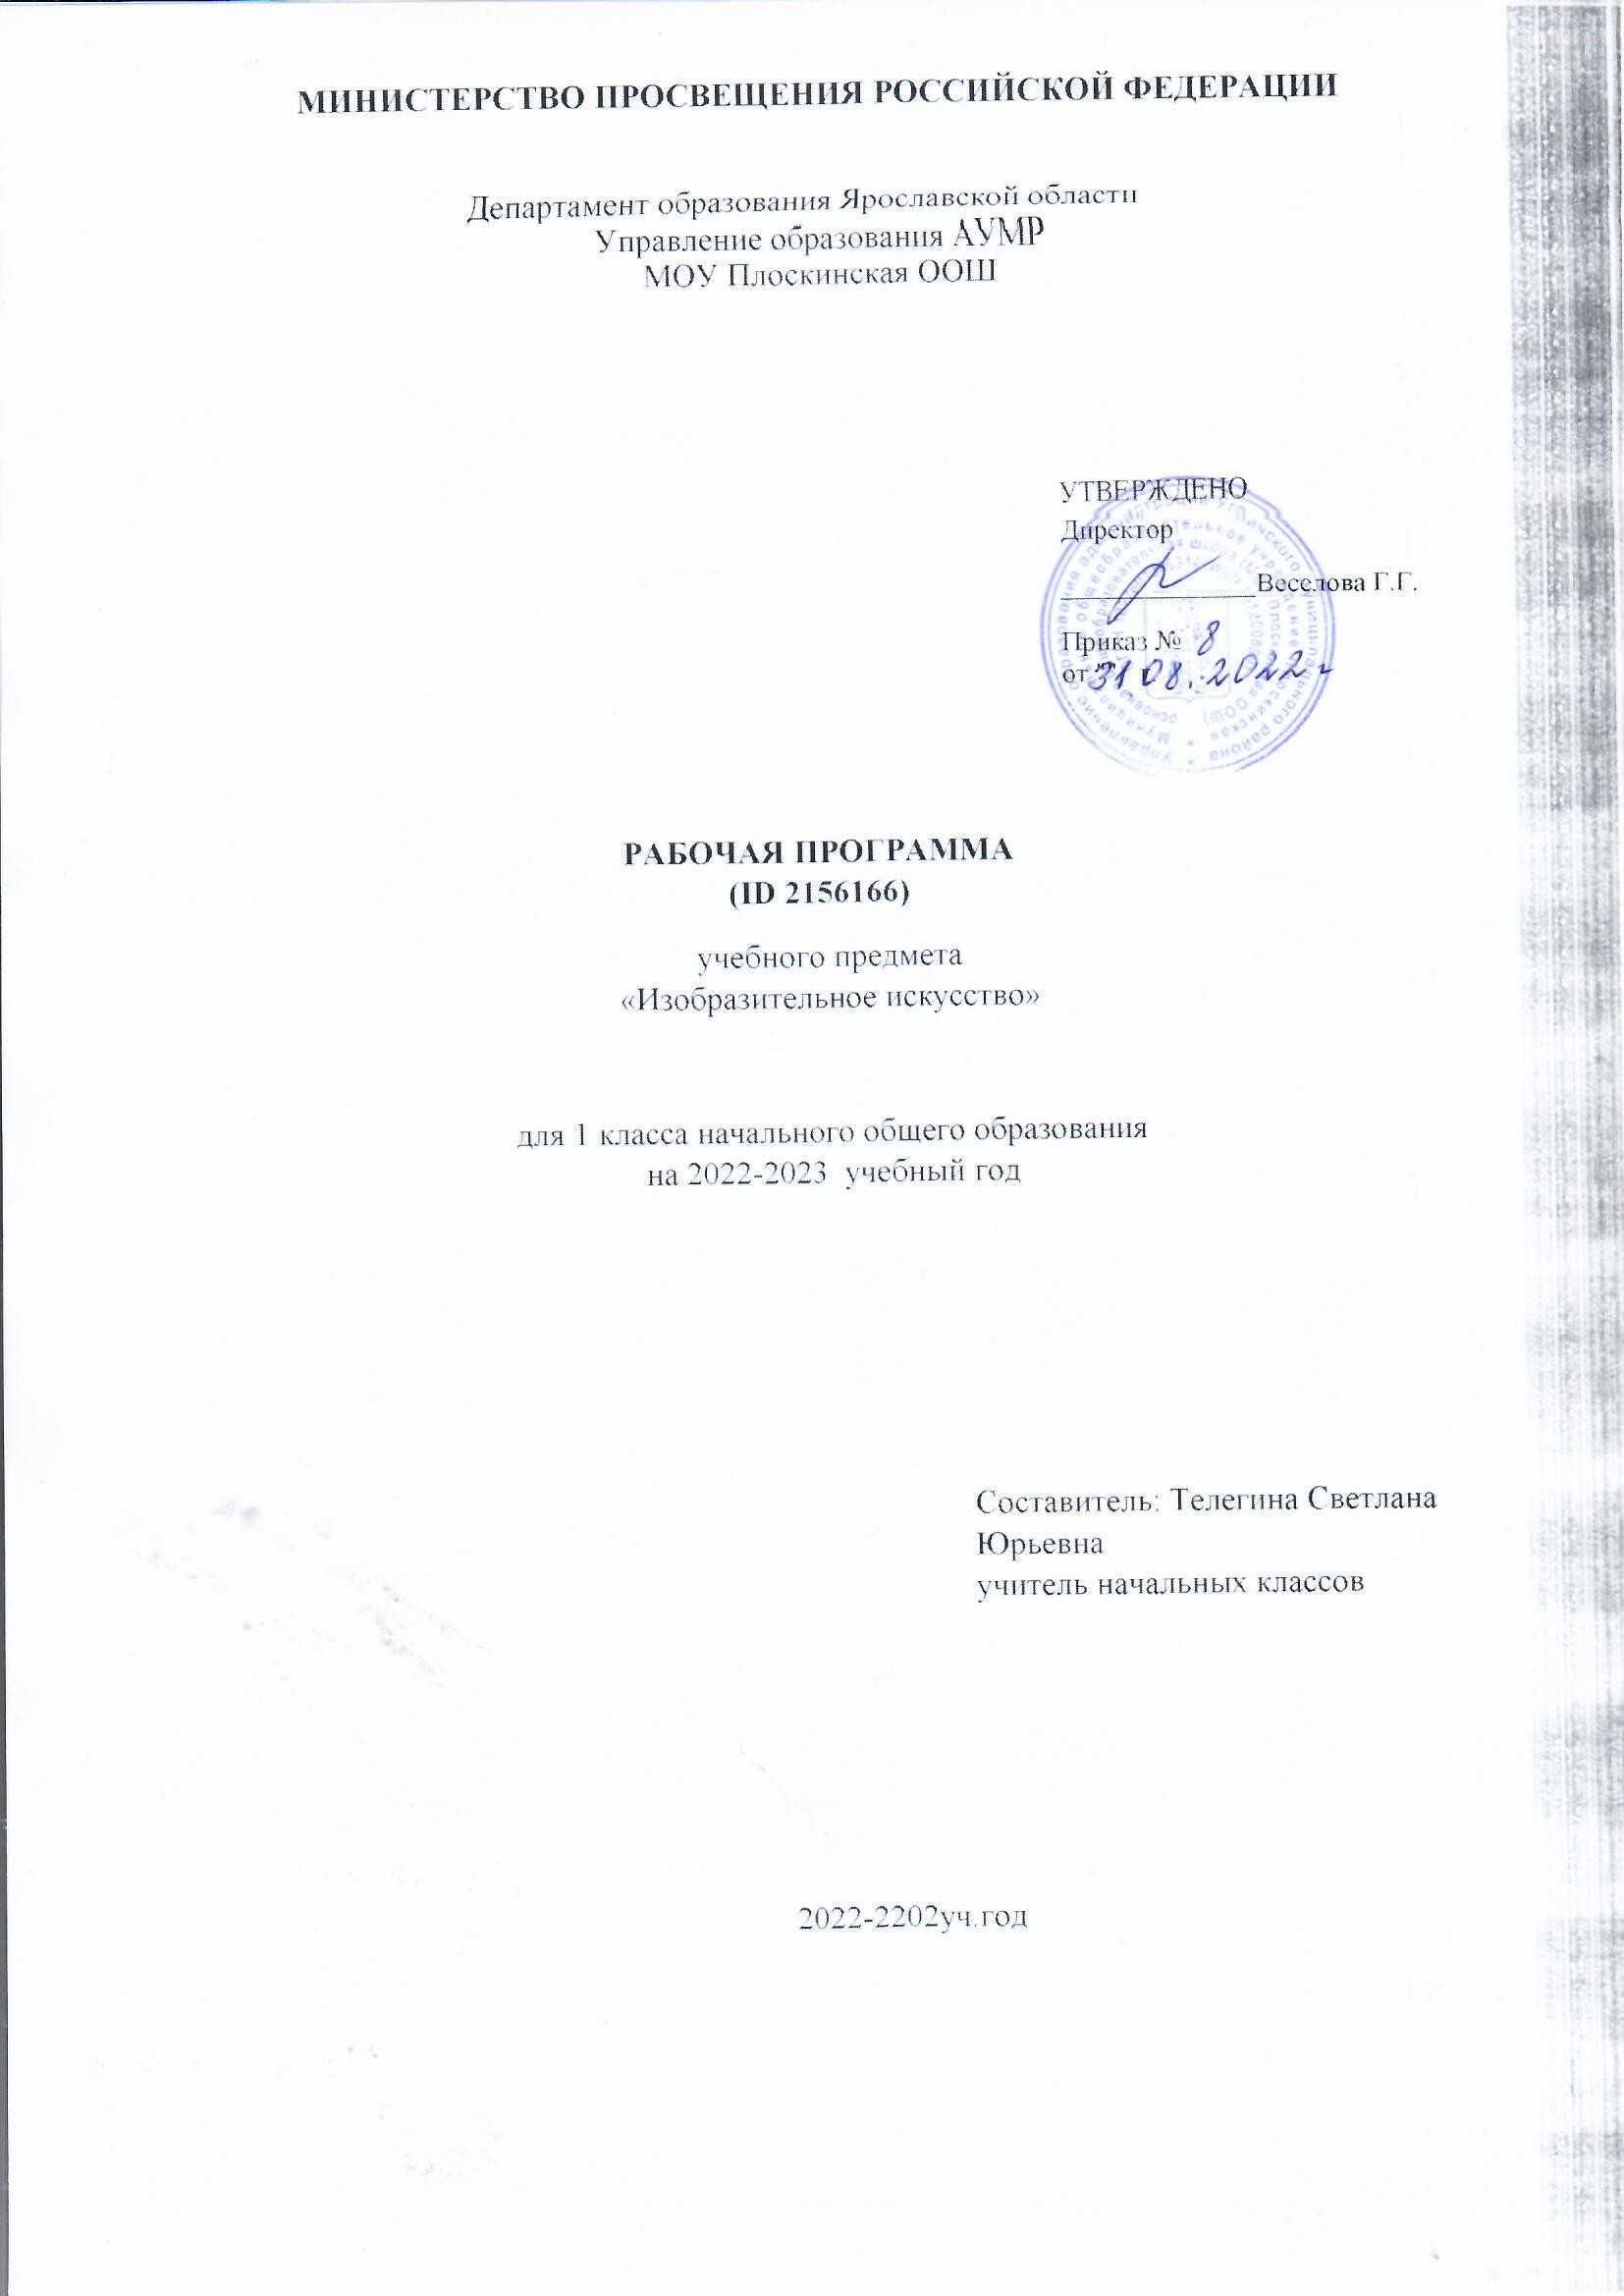 МИНИСТЕРСТВО ПРОСВЕЩЕНИЯ РОССИЙСКОЙ ФЕДЕРАЦИИ
Департамент образования Ярославской области
Управление образования АУМР
МОУ Плоскинская ООШ
УТВЕРЖДЕНО
Директор
______________Веселова Г.Г.
Приказ № 8
от 31 08. 2022 г
РАБОЧАЯ ПРОГРАММА
(ID 2156166)
учебного предмета
«Изобразительное искусство»
для 1 класса начального общего образования
на 2022-2023 учебный год
Составитель: Телегина Светлана
Юрьевна
учитель начальных классов
2022-2202уч.год